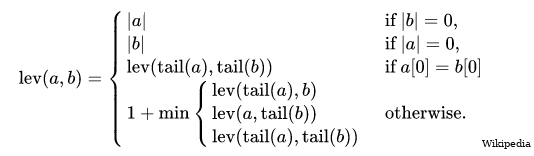 |a| if |b| = 0,
|b| if |a| = 0,
lev(a, b) = lev(tail(a), tail(b)) if a[0] = b[0]
lev(tail(a), b)
1 + min lev(a, tail(b)) otherwise.
lev(tail(a), tail(b))
Wikipedia